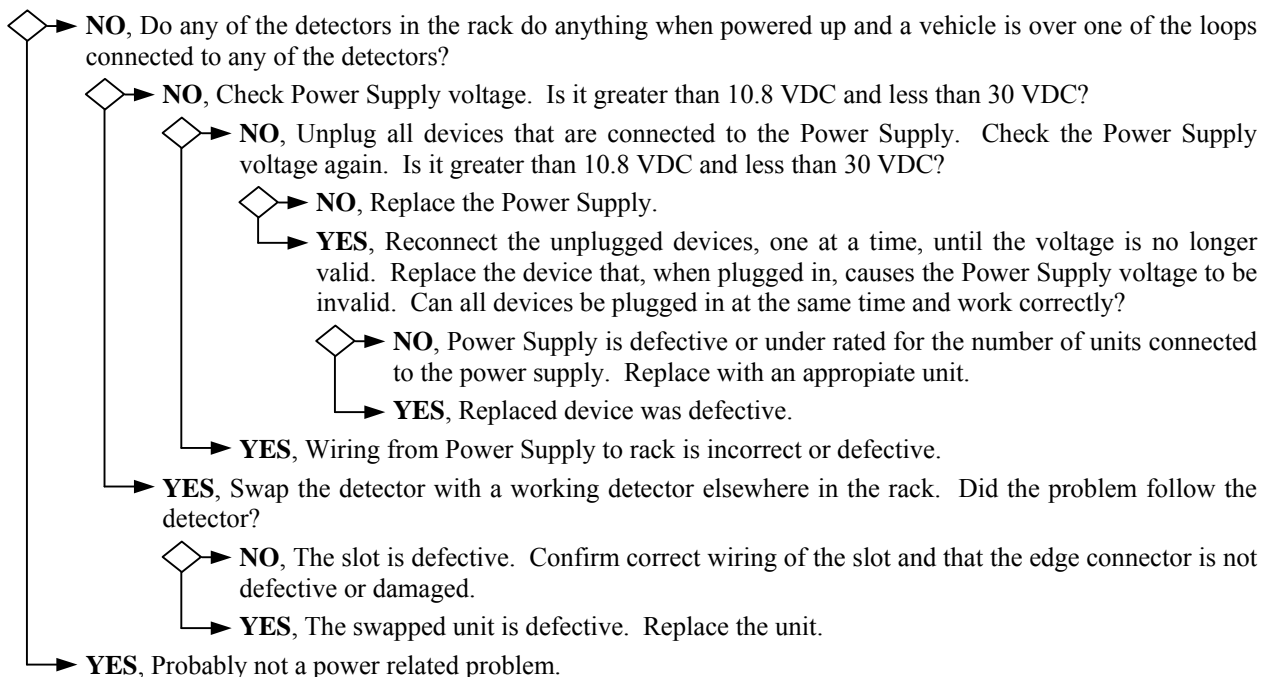 NO, Do any of the detectors in the rack do anything when powered up and a vehicle is over one of the loops
connected to any of the detectors?
NO, Check Power Supply voltage. Is it greater than 10.8 VDC and less than 30 VDC?
NO, Unplug all devices that are connected to the Power Supply. Check the Power Supply
voltage again. Is it greater than 10.8 VDC and less than 30 VDC?
NO, Replace the Power Supply.
YES, Reconnect the unplugged devices, one at a time, until the voltage is no longer
valid. Replace the device that, when plugged in, causes the Power Supply voltage to be
invalid. Can all devices be plugged in at the same time and work correctly?
NO, Power Supply is defective or under rated for the number of units connected
to the power supply. Replace with an appropiate unit.
YES, Replaced device was defective.
YES, Wiring from Power Supply to rack is incorrect or defective.
YES, Swap the detector with a working detector elsewhere in the rack. Did the problem follow the
detector?
NO, The slot is defective. Confirm correct wiring of the slot and that the edge connector is not
defective or damaged.
YES, The swapped unit is defective. Replace the unit.
YES, Probably not a power related problem.